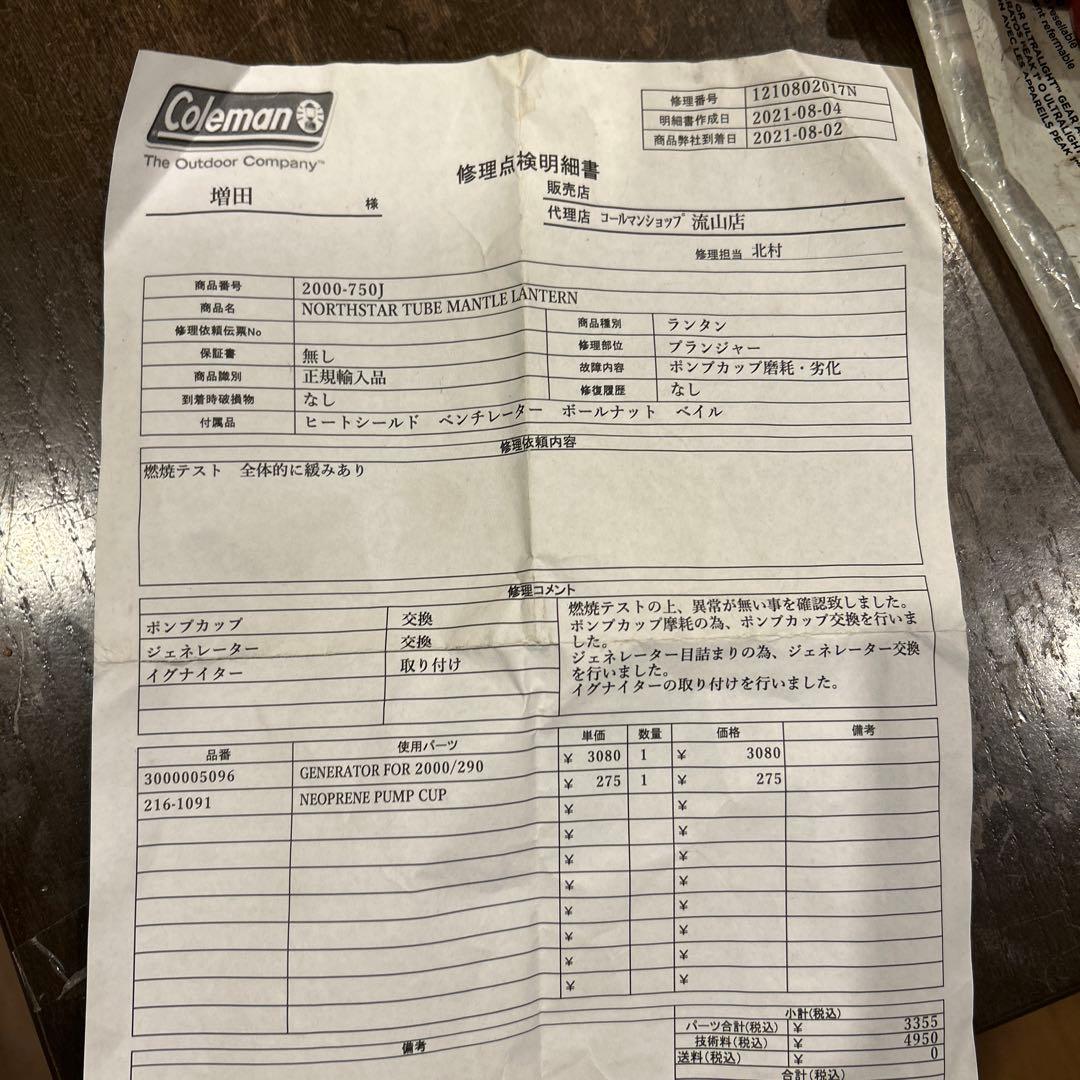 Coleman
The Outdoor Company™
修理番号 1210802017N
明細書作成日 2021-08-04
商品弊社到着日 2021-08-02
修理点検明細書
増田 様
販売店
代理店 コールマンショップ 流山店
修理担当 北村
商品番号 2000-750J
商品名 NORTHSTAR TUBE MANTLE LANTERN
修理依頼伝票No 商品種別 ランタン
保証書 無し 修理部位 プランジャー
商品識別 正規輸入品 故障内容 ポンプカップ磨耗・劣化
到着時破損物 なし 修復履歴 なし
付属品 ヒートシールド ベンチレーター ボールナット ベイル
修理依頼内容
燃焼テスト 全体的に緩みあり
修理コメント
ポンプカップ 交換
ジェネレーター 交換
イグナイター 取り付け
燃焼テストの上、異常が無い事を確認致しました。
ポンプカップ摩耗の為、ポンプカップ交換を行いま
した。
ジェネレーター目詰まりの為、ジェネレーター交換
を行いました。
イグナイターの取り付けを行いました。
品番 使用パーツ 単価 数量 価格 備考
3000005096 GENERATOR FOR 2000/290 ¥ 3080 1 ¥ 3080
216-1091 NEOPRENE PUMP CUP ¥ 275 1 ¥ 275
¥ ¥
¥ ¥
¥ ¥
¥ ¥
¥ ¥
¥ ¥
¥ ¥
¥ ¥
小計(税込)
パーツ合計(税込) ¥ 3355
技術料(税込) ¥ 4950
送料(税込) ¥ 0
合計(税込)
備考
resellable
refermable
OR ULTRALIGHT™ GEAR
APPAREILS PEAK